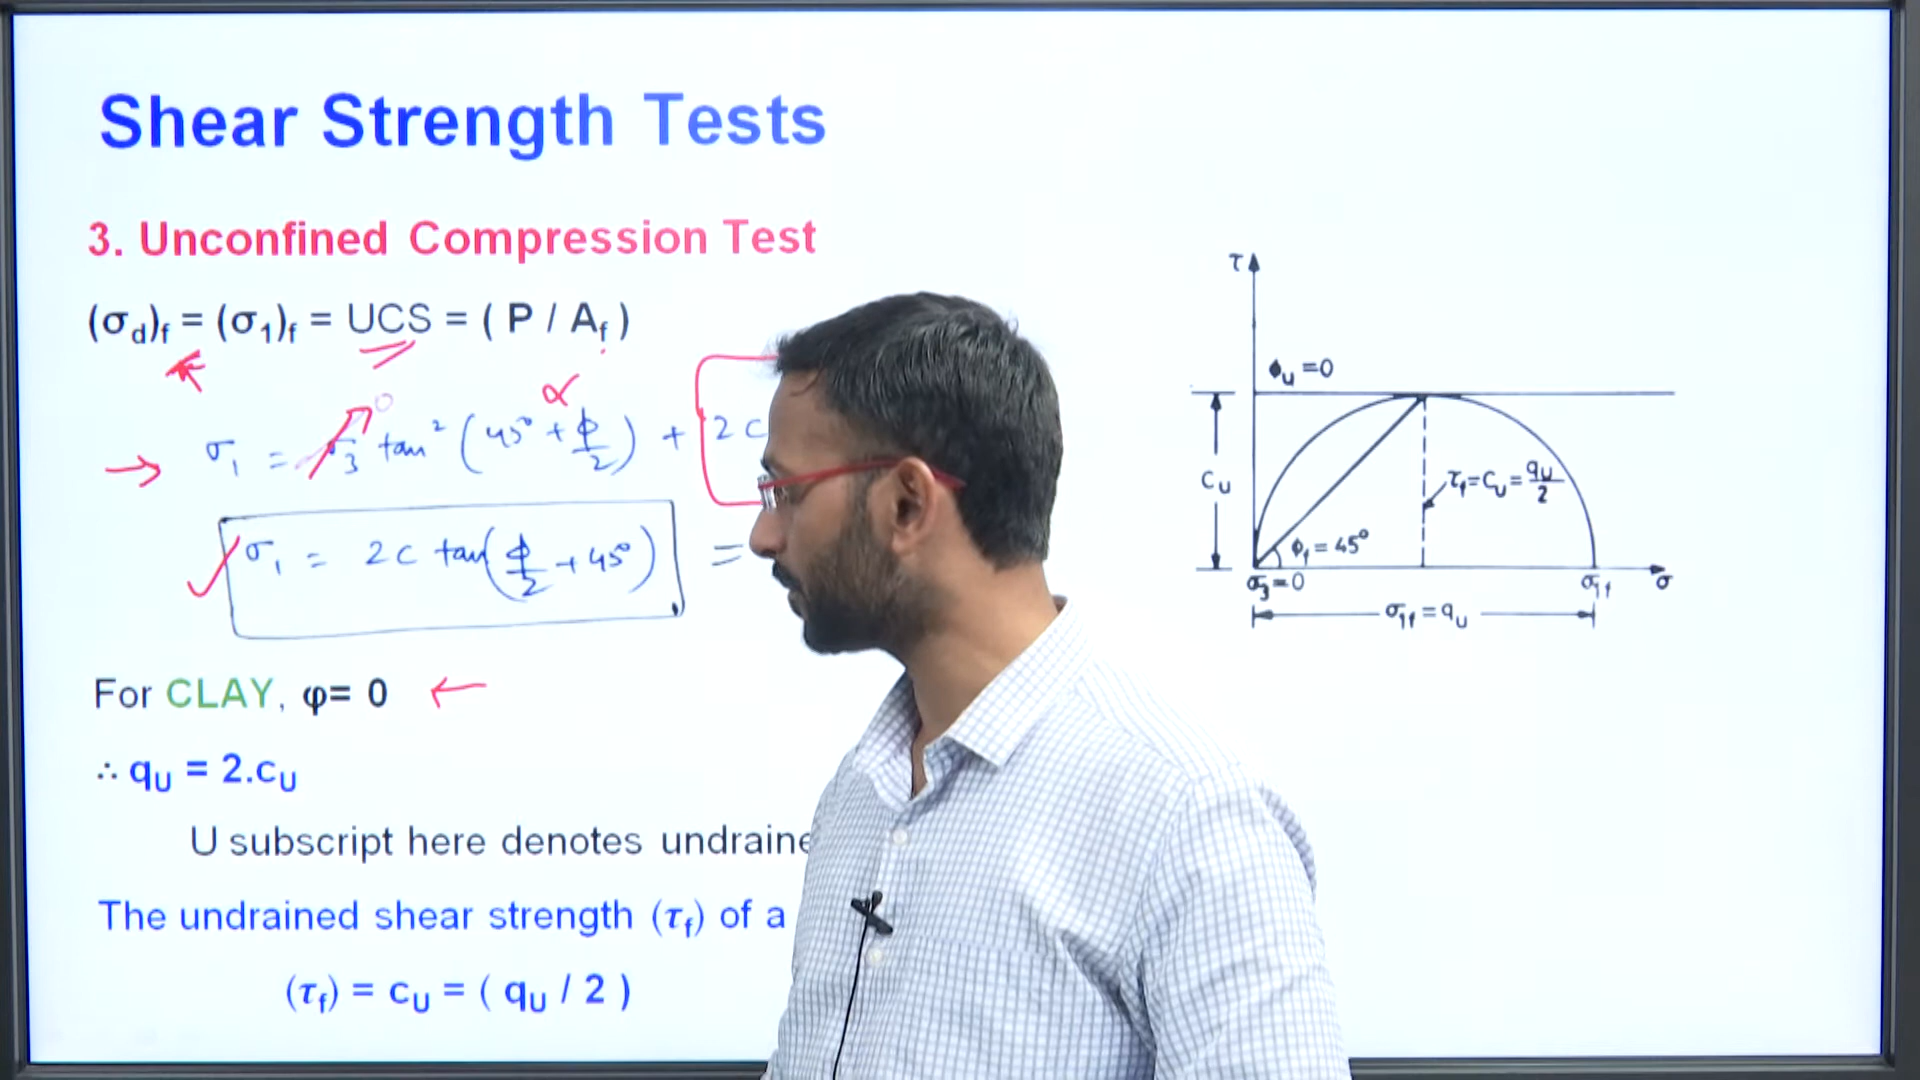 Shear Strength Tests
3. Unconfined Compression Test
(σd)f = (σ1)f = UCS = ( P / Af )
α
0
→ σ1 = σ3 tan² (45° + ϕ/2) + 2c
σ1 = 2c tan(ϕ/2 + 45°) =
For CLAY, φ= 0 ←
∴ qU = 2.cU
U subscript here denotes undraine
The undrained shear strength (τf) of a
(τf) = cU = ( qU / 2 )
τ
ϕu =0
Cu
τf=Cu=qu/2
ϕf = 45°
σ3=0
σ1f
σ
σ1f = qu